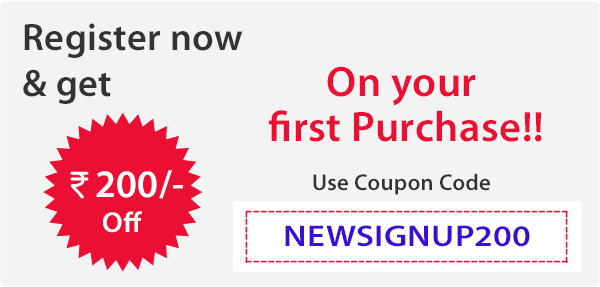 Register now
& get
₹ 200/-
Off
On your
first Purchase!!
Use Coupon Code
NEWSIGNUP200